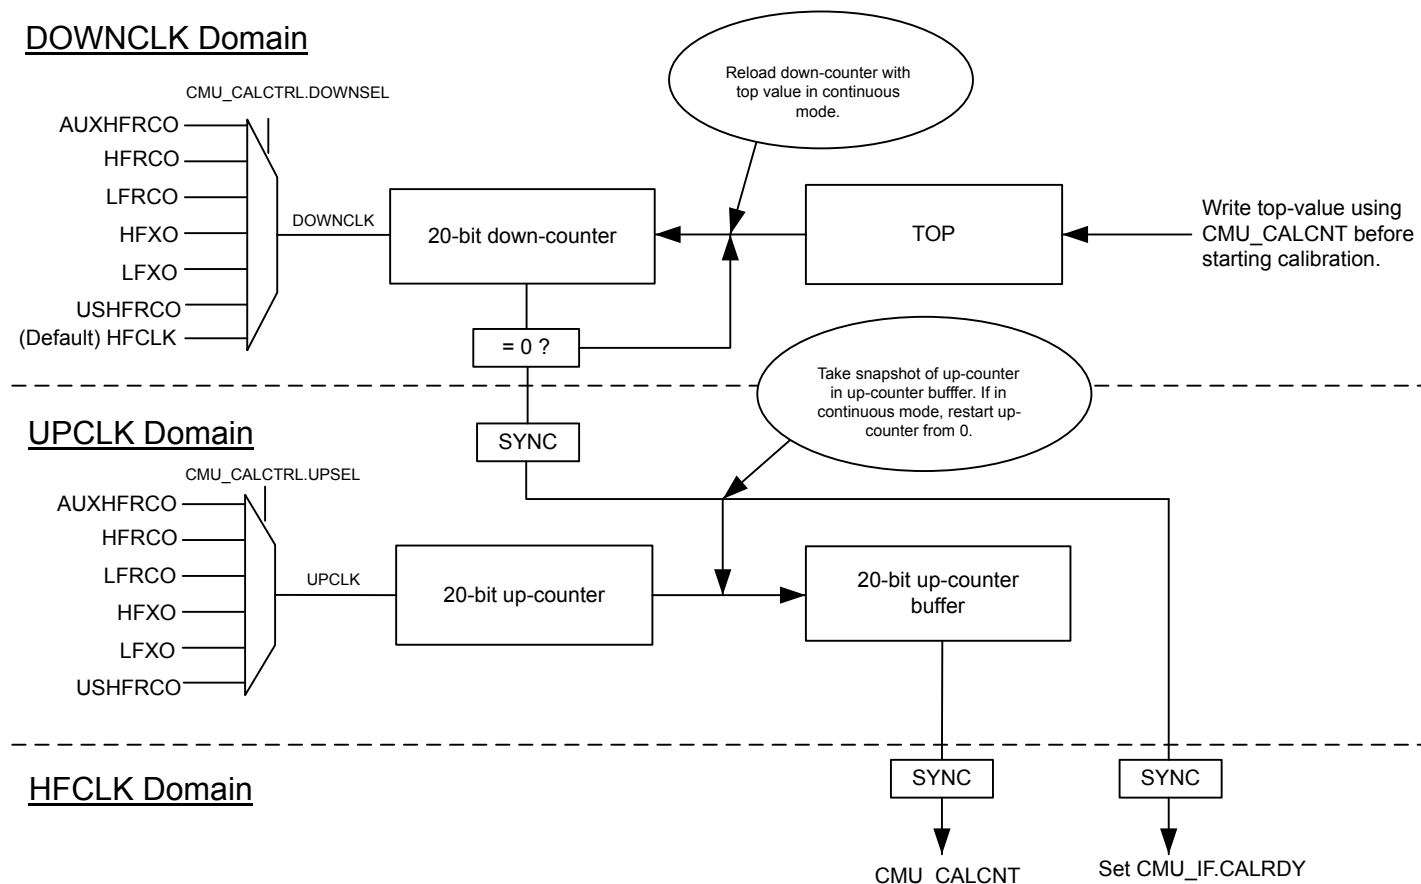 DOWNCLK Domain
CMU_CALCTRL.DOWNSEL
AUXHFRCO
HFRCO
LFRCO
HFXO
LFXO
USHFRCO
(Default) HFCLK
DOWNCLK
20-bit down-counter
= 0 ?
Reload down-counter with
top value in continuous
mode.
TOP
Write top-value using
CMU_CALCNT before
starting calibration.
UPCLK Domain
SYNC
Take snapshot of up-counter
in up-counter bufffer. If in
continuous mode, restart up-
counter from 0.
CMU_CALCTRL.UPSEL
AUXHFRCO
HFRCO
LFRCO
HFXO
LFXO
USHFRCO
UPCLK
20-bit up-counter
20-bit up-counter
buffer
HFCLK Domain
SYNC
SYNC
CMU_CALCNT
Set CMU_IF.CALRDY